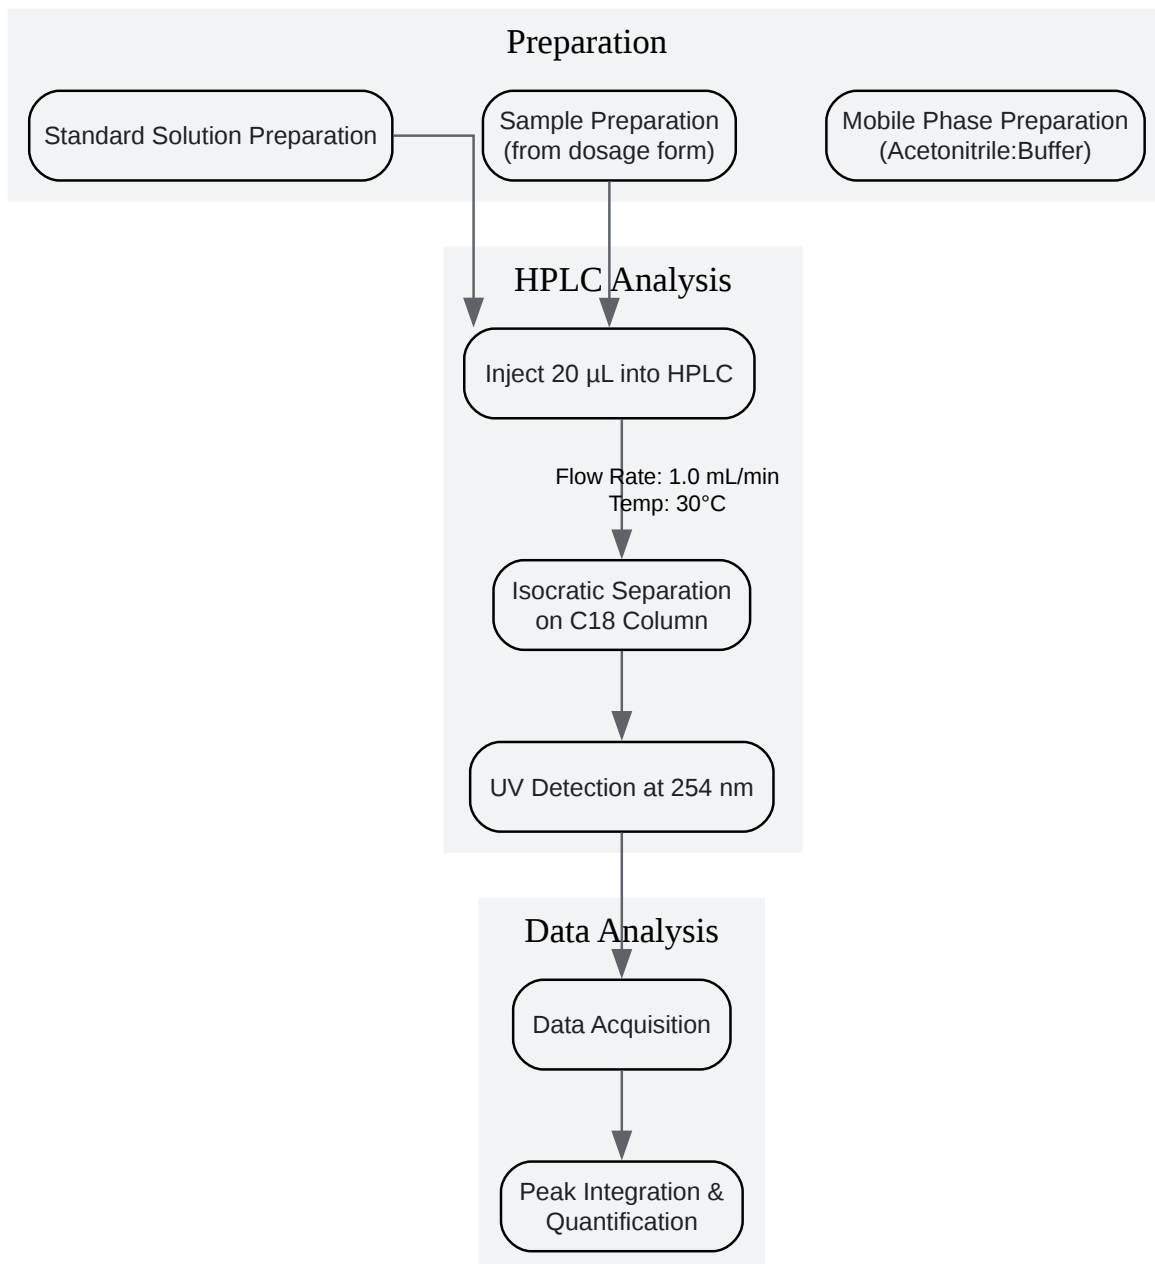 Preparation
Standard Solution Preparation
Sample Preparation
(from dosage form)
Mobile Phase Preparation
(Acetonitrile:Buffer)
HPLC Analysis
Inject 20 µL into HPLC
Flow Rate: 1.0 mL/min
Temp: 30°C
Isocratic Separation
on C18 Column
UV Detection at 254 nm
Data Analysis
Data Acquisition
Peak Integration &
Quantification